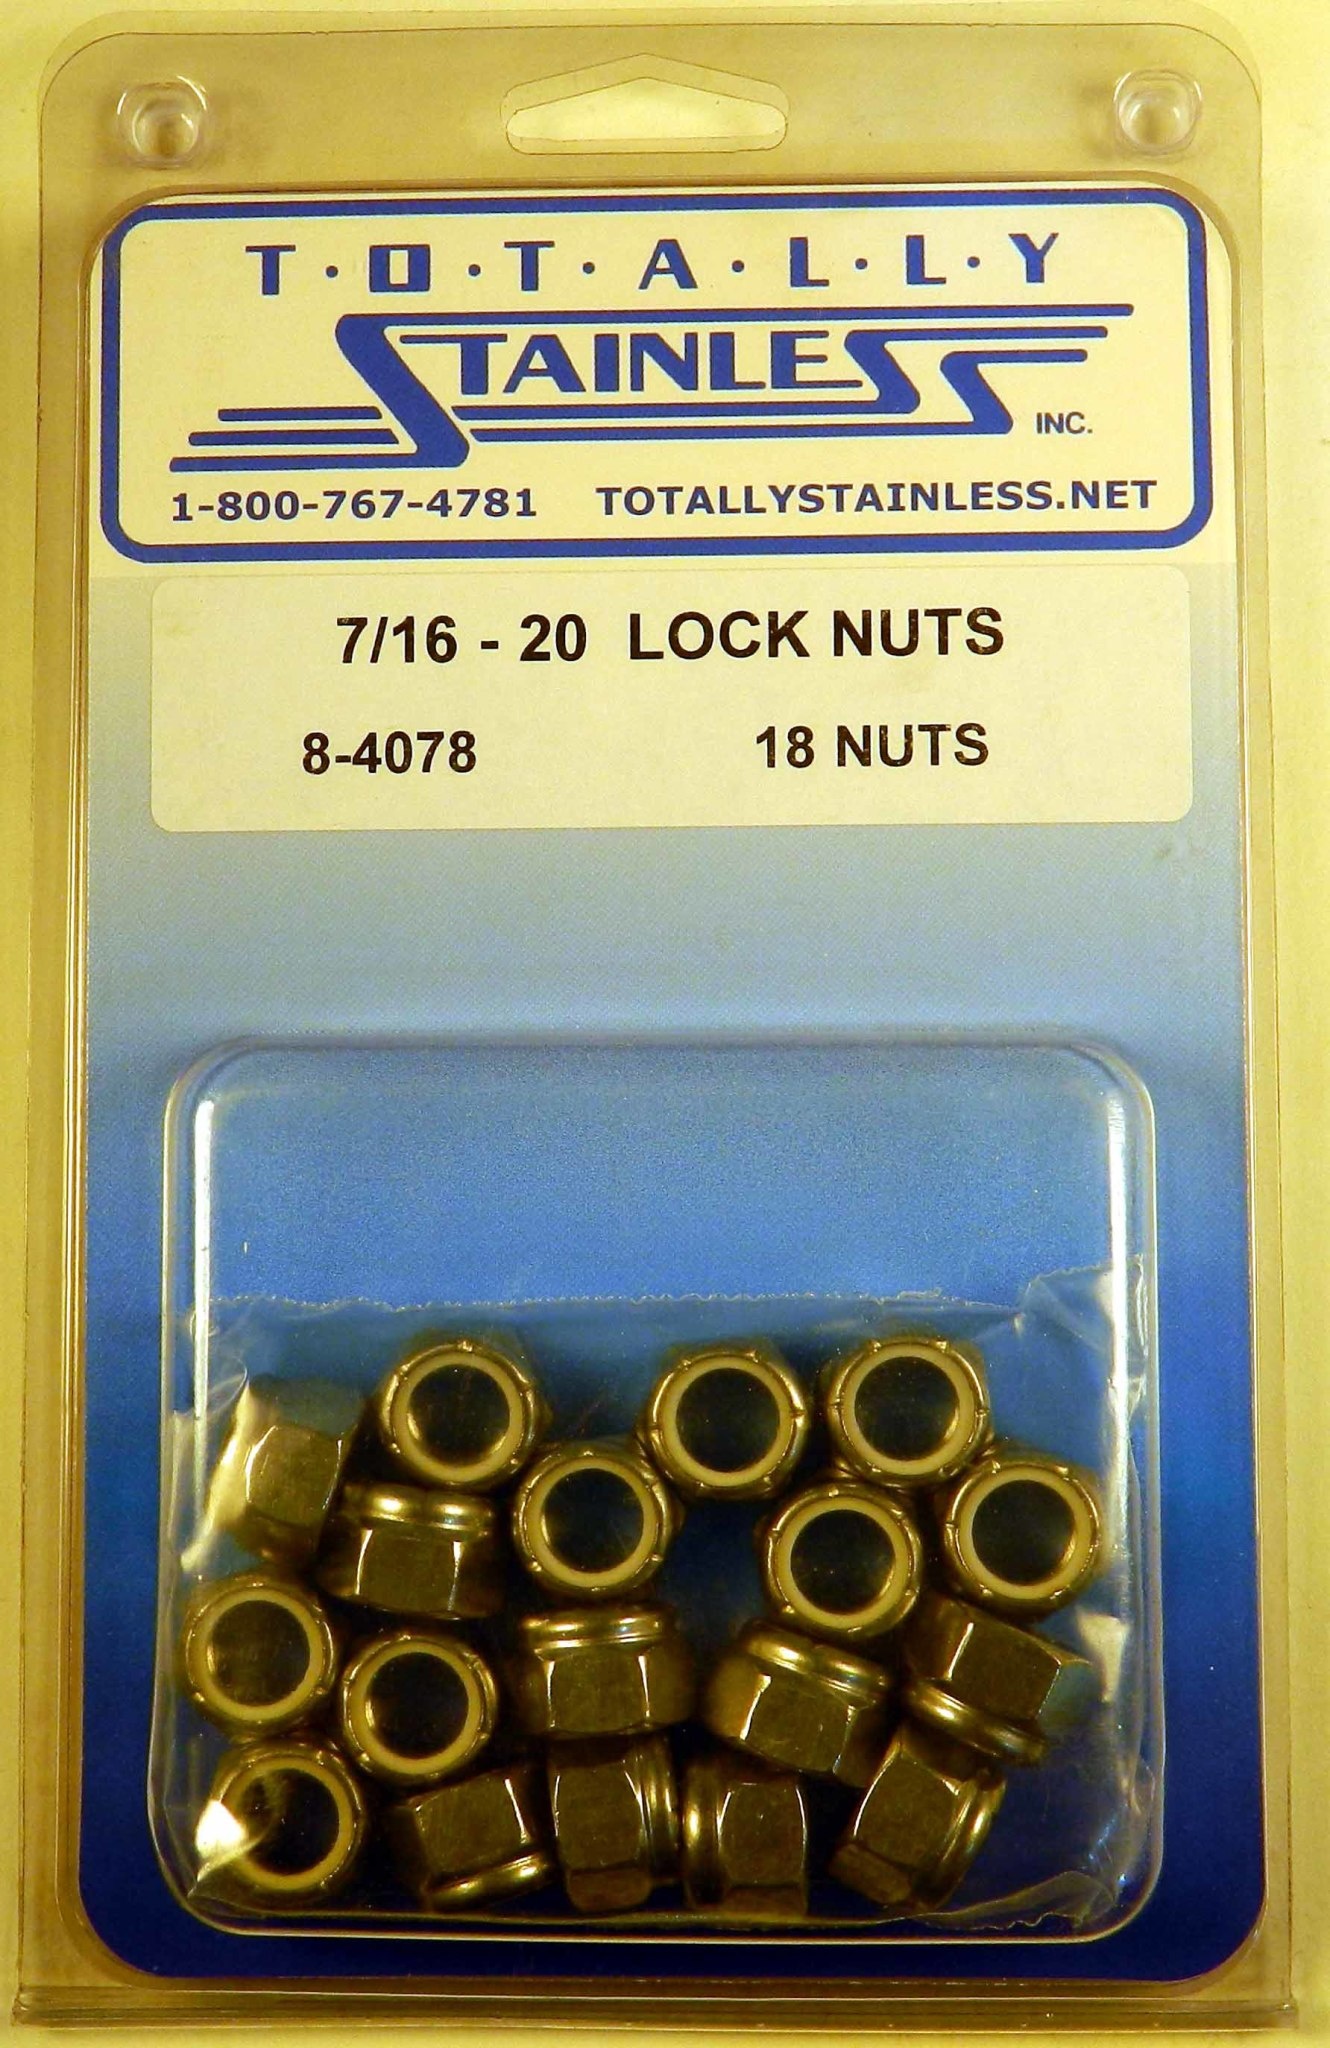 T·O·T·A·L·L·Y
STAINLESS
INC.
1-800-767-4781 TOTALLYSTAINLESS.NET
7/16 - 20 LOCK NUTS
8-4078 18 NUTS